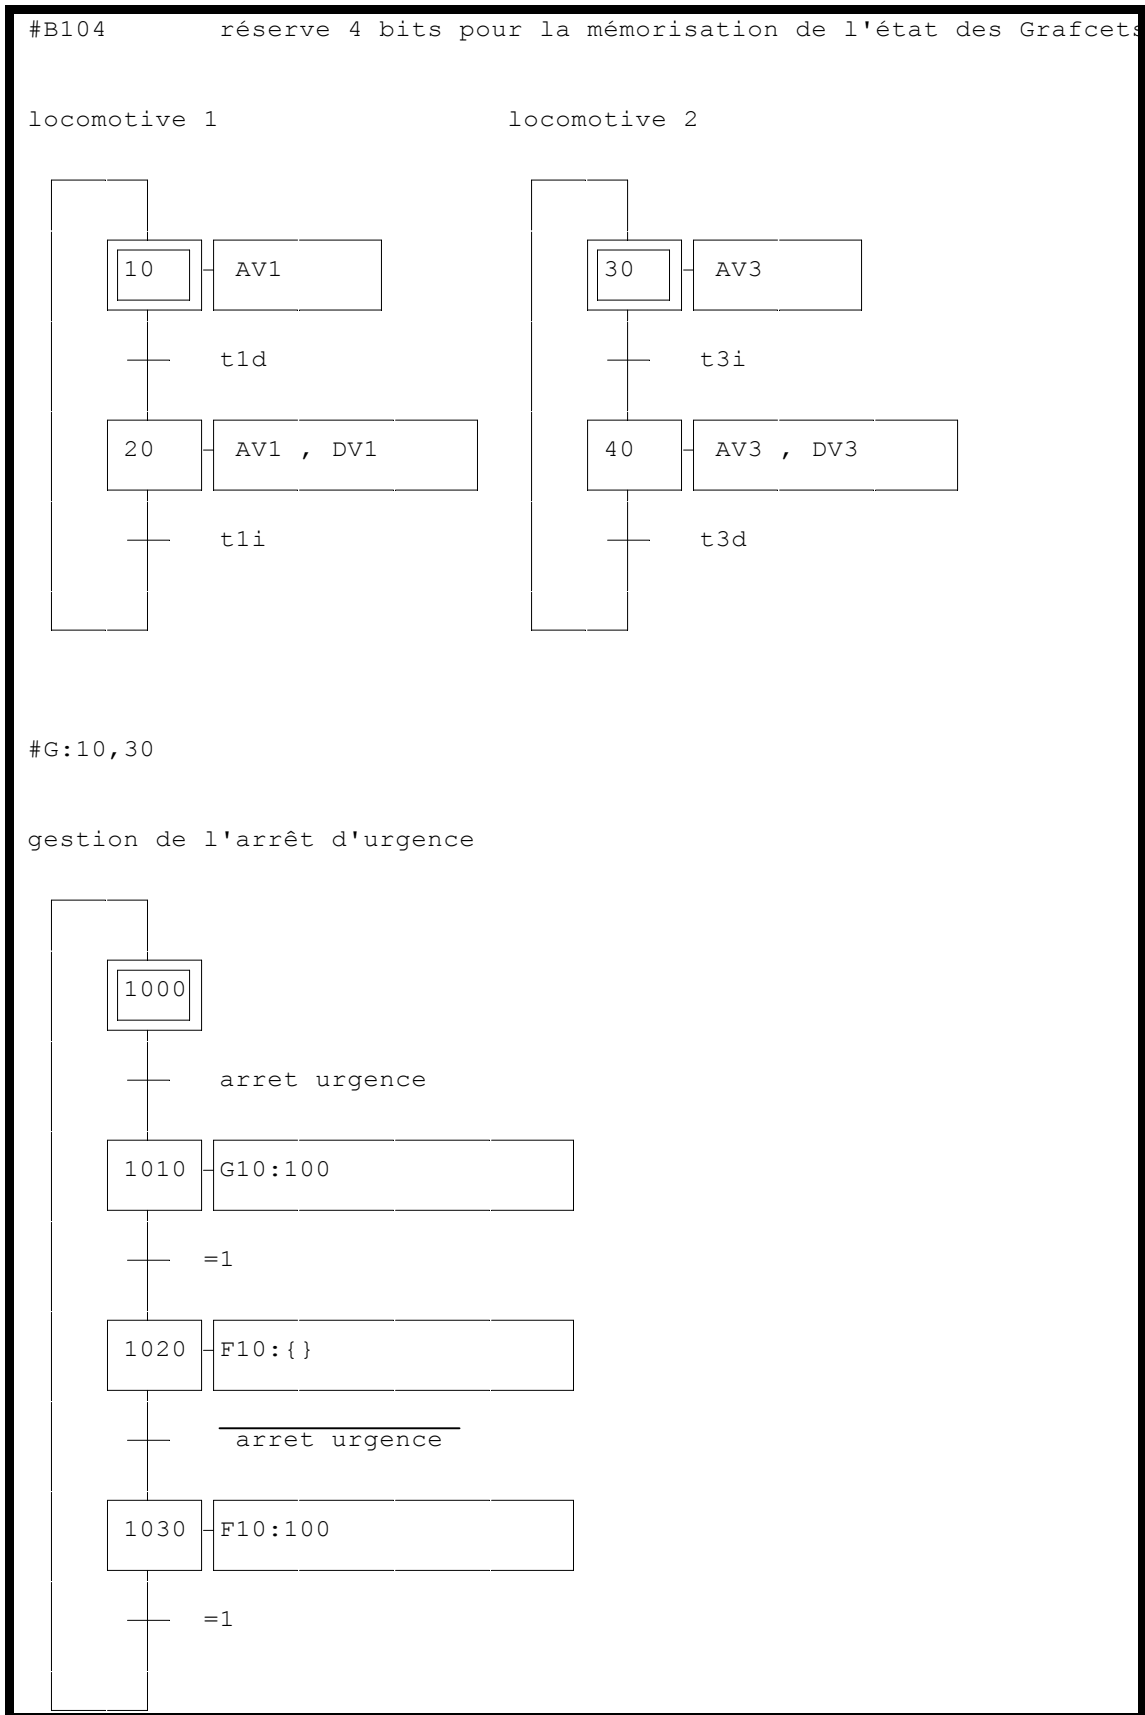 #B104 réserve 4 bits pour la mémorisation de l'état des Grafcets
locomotive 1 locomotive 2
10 AV1 30 AV3
t1d t3i
20 AV1 , DV1 40 AV3 , DV3
t1i t3d
#G:10,30
gestion de l'arrêt d'urgence
1000
arret urgence
1010 G10:100
=1
1020 F10:{}
arret urgence
1030 F10:100
=1